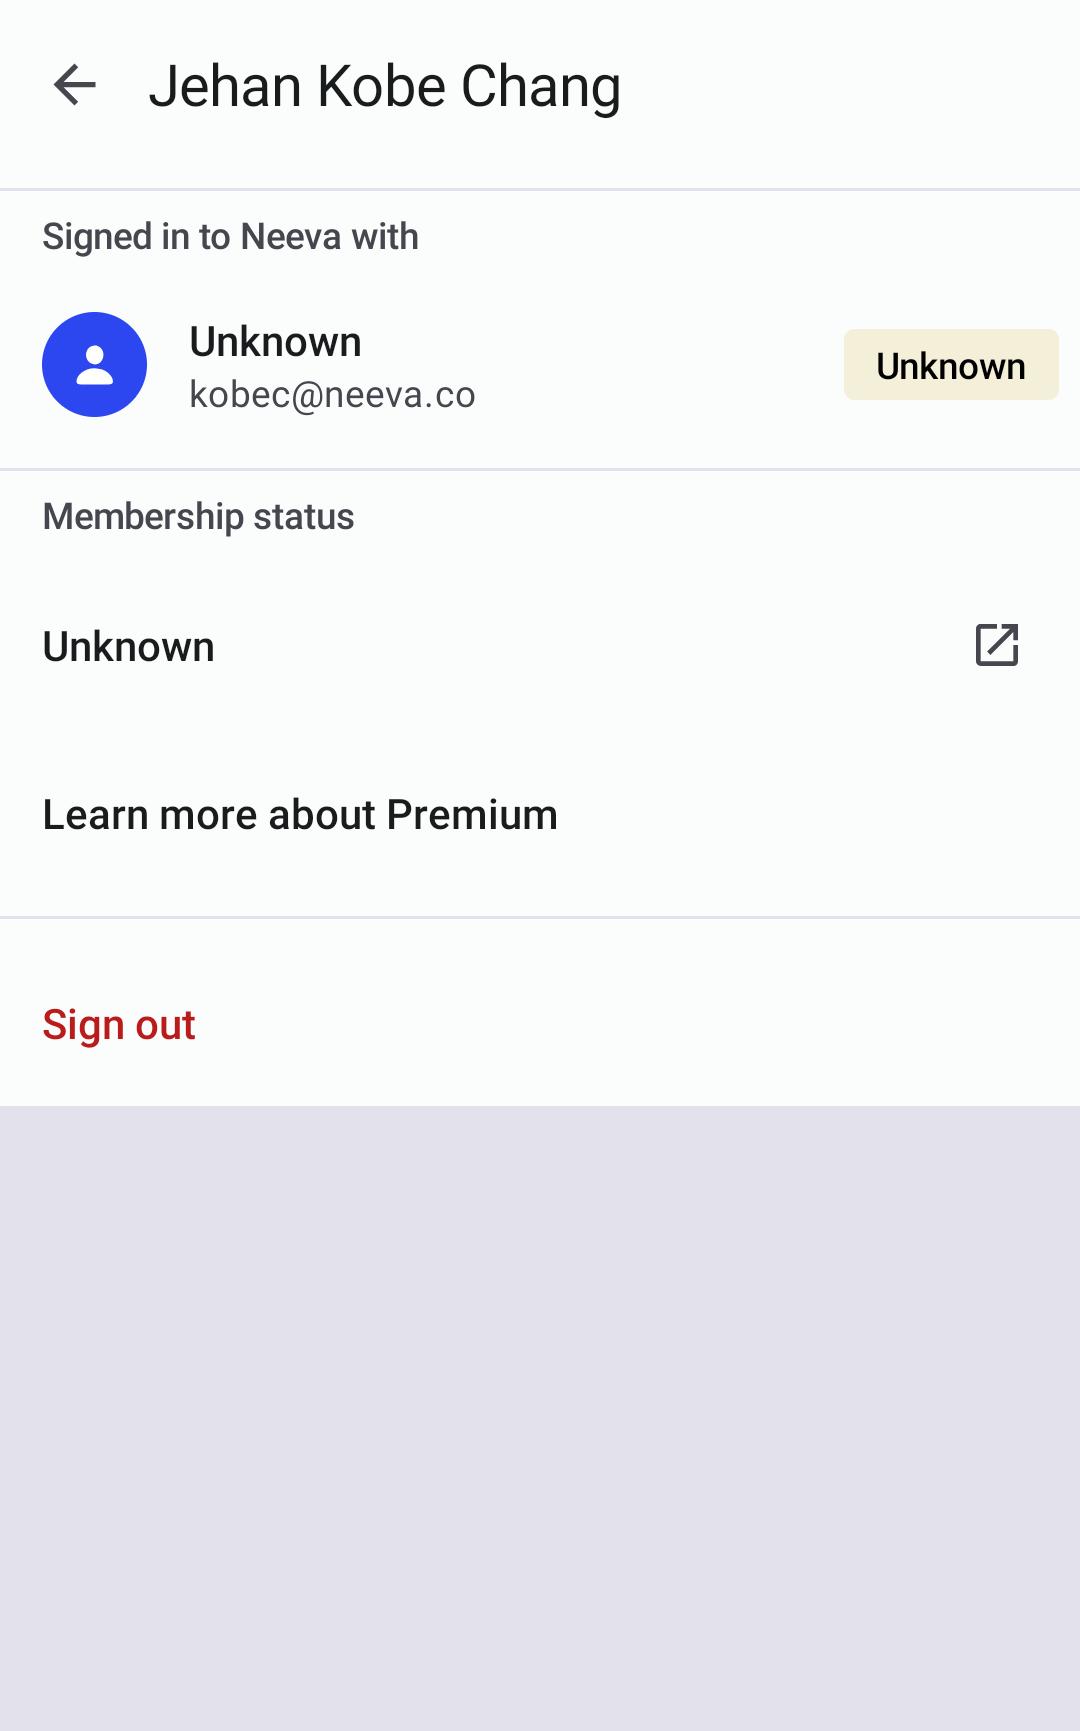 Jehan Kobe Chang
Signed in to Neeva with
Unknown
kobec@neeva.co
Unknown
Membership status
Unknown
Learn more about Premium
Sign out